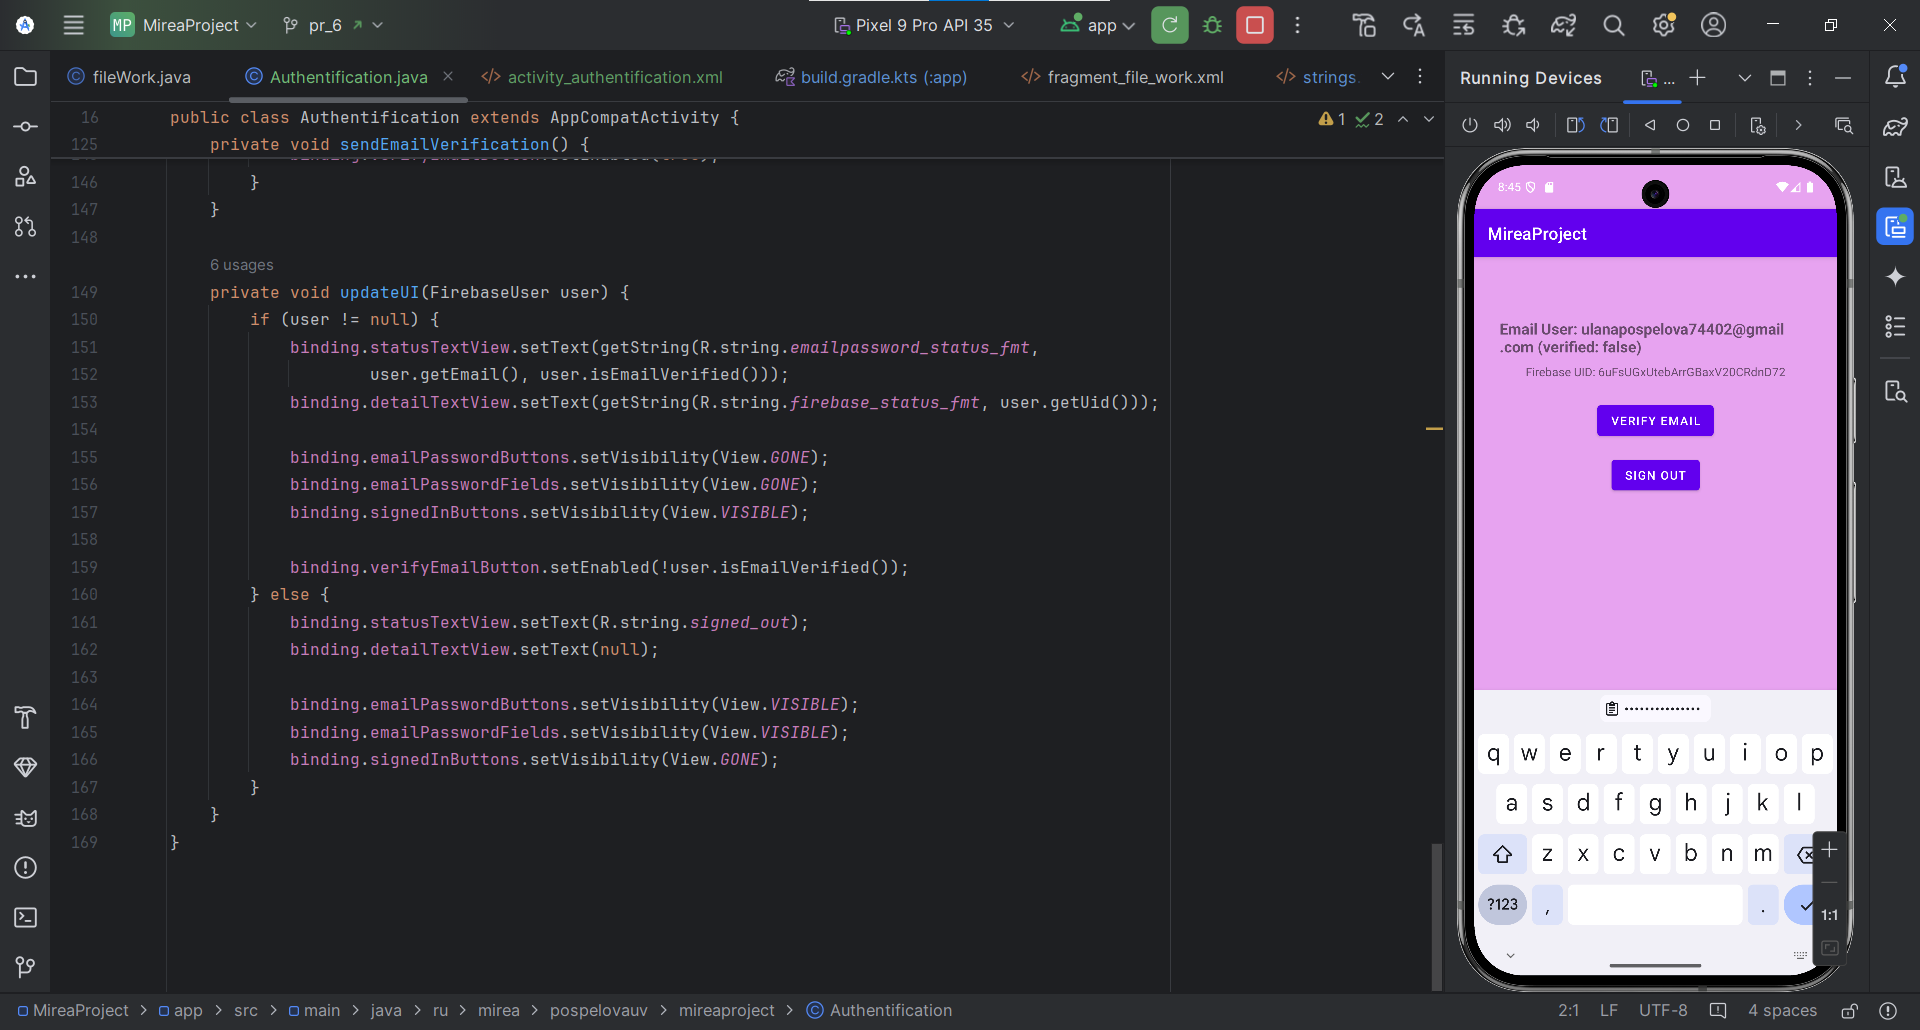 MP MireaProject
pr_6
Pixel 9 Pro API 35
app
fileWork.java
Authentification.java
activity_authentification.xml
build.gradle.kts (:app)
fragment_file_work.xml
strings.
Running Devices
...
16 public class Authentification extends AppCompatActivity {
1 2
125 private void sendEmailVerification() {
146 }
147 }
148
6 usages
149 private void updateUI(FirebaseUser user) {
150 if (user != null) {
151 binding.statusTextView.setText(getString(R.string.emailpassword_status_fmt,
152 user.getEmail(), user.isEmailVerified()));
153 binding.detailTextView.setText(getString(R.string.firebase_status_fmt, user.getUid()));
154
155 binding.emailPasswordButtons.setVisibility(View.GONE);
156 binding.emailPasswordFields.setVisibility(View.GONE);
157 binding.signedInButtons.setVisibility(View.VISIBLE);
158
159 binding.verifyEmailButton.setEnabled(!user.isEmailVerified());
160 } else {
161 binding.statusTextView.setText(R.string.signed_out);
162 binding.detailTextView.setText(null);
163
164 binding.emailPasswordButtons.setVisibility(View.VISIBLE);
165 binding.emailPasswordFields.setVisibility(View.VISIBLE);
166 binding.signedInButtons.setVisibility(View.GONE);
167 }
168 }
169 }
8:45
MireaProject
Email User: ulanapospelova74402@gmail
.com (verified: false)
Firebase UID: 6uFsUGxUtebArrGBaxV20CRdnD72
VERIFY EMAIL
SIGN OUT
q w e r t y u i o p
a s d f g h j k l
z x c v b n m
?123 , .
1:1
MireaProject > app > src > main > java > ru > mirea > pospelovauv > mireaproject > Authentification
2:1 LF UTF-8 4 spaces